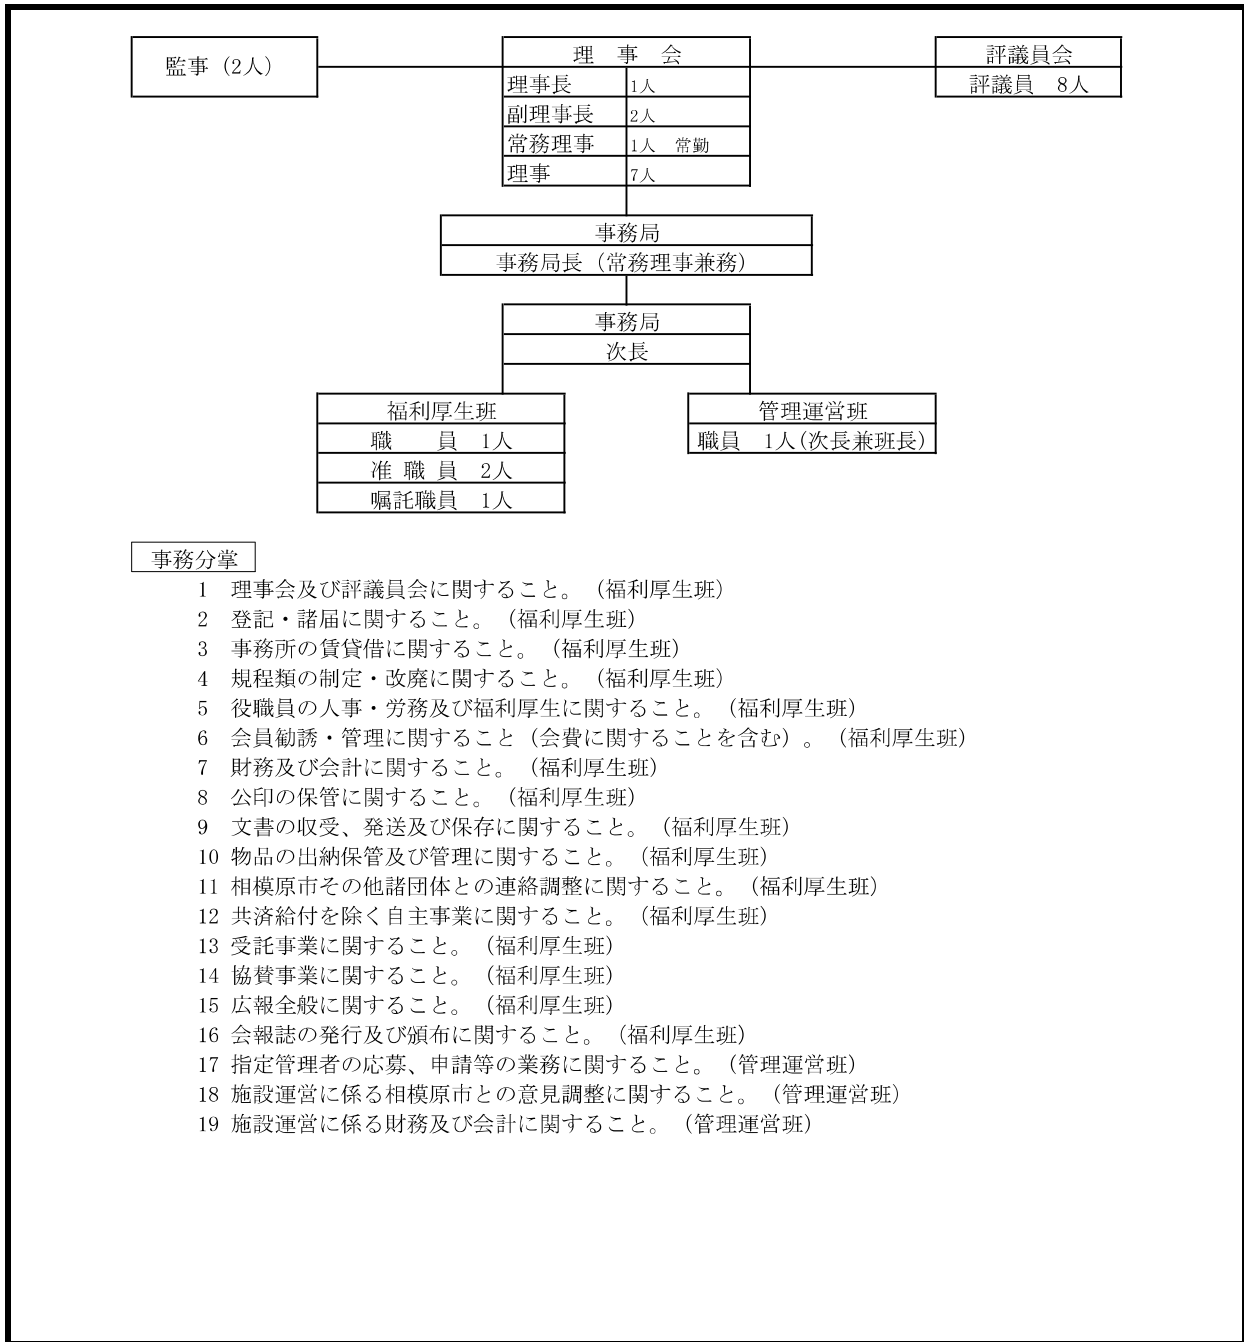 監事（2人）
理　事　会
評議員会
理事長　1人
評議員　8人
副理事長　2人
常務理事　1人　常勤
理事　7人
事務局
事務局長（常務理事兼務）
事務局
次長
福利厚生班
職　　員　1人
准 職 員　2人
嘱託職員　1人
管理運営班
職員　1人(次長兼班長)
事務分掌
1　理事会及び評議員会に関すること。（福利厚生班）
2　登記・諸届に関すること。（福利厚生班）
3　事務所の賃貸借に関すること。（福利厚生班）
4　規程類の制定・改廃に関すること。（福利厚生班）
5　役職員の人事・労務及び福利厚生に関すること。（福利厚生班）
6　会員勧誘・管理に関すること（会費に関することを含む）。（福利厚生班）
7　財務及び会計に関すること。（福利厚生班）
8　公印の保管に関すること。（福利厚生班）
9　文書の収受、発送及び保存に関すること。（福利厚生班）
10 物品の出納保管及び管理に関すること。（福利厚生班）
11 相模原市その他諸団体との連絡調整に関すること。（福利厚生班）
12 共済給付を除く自主事業に関すること。（福利厚生班）
13 受託事業に関すること。（福利厚生班）
14 協賛事業に関すること。（福利厚生班）
15 広報全般に関すること。（福利厚生班）
16 会報誌の発行及び頒布に関すること。（福利厚生班）
17 指定管理者の応募、申請等の業務に関すること。（管理運営班）
18 施設運営に係る相模原市との意見調整に関すること。（管理運営班）
19 施設運営に係る財務及び会計に関すること。（管理運営班）